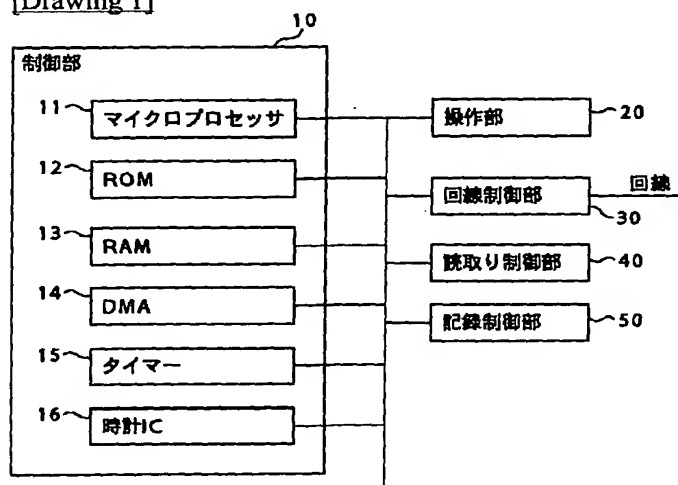 [Drawing 1]
10
制御部
11 マイクロプロセッサ
20 操作部
12 ROM
回線制御部 回線
30
13 RAM
読取り制御部 40
14 DMA
記録制御部 50
15 タイマー
16 時計IC